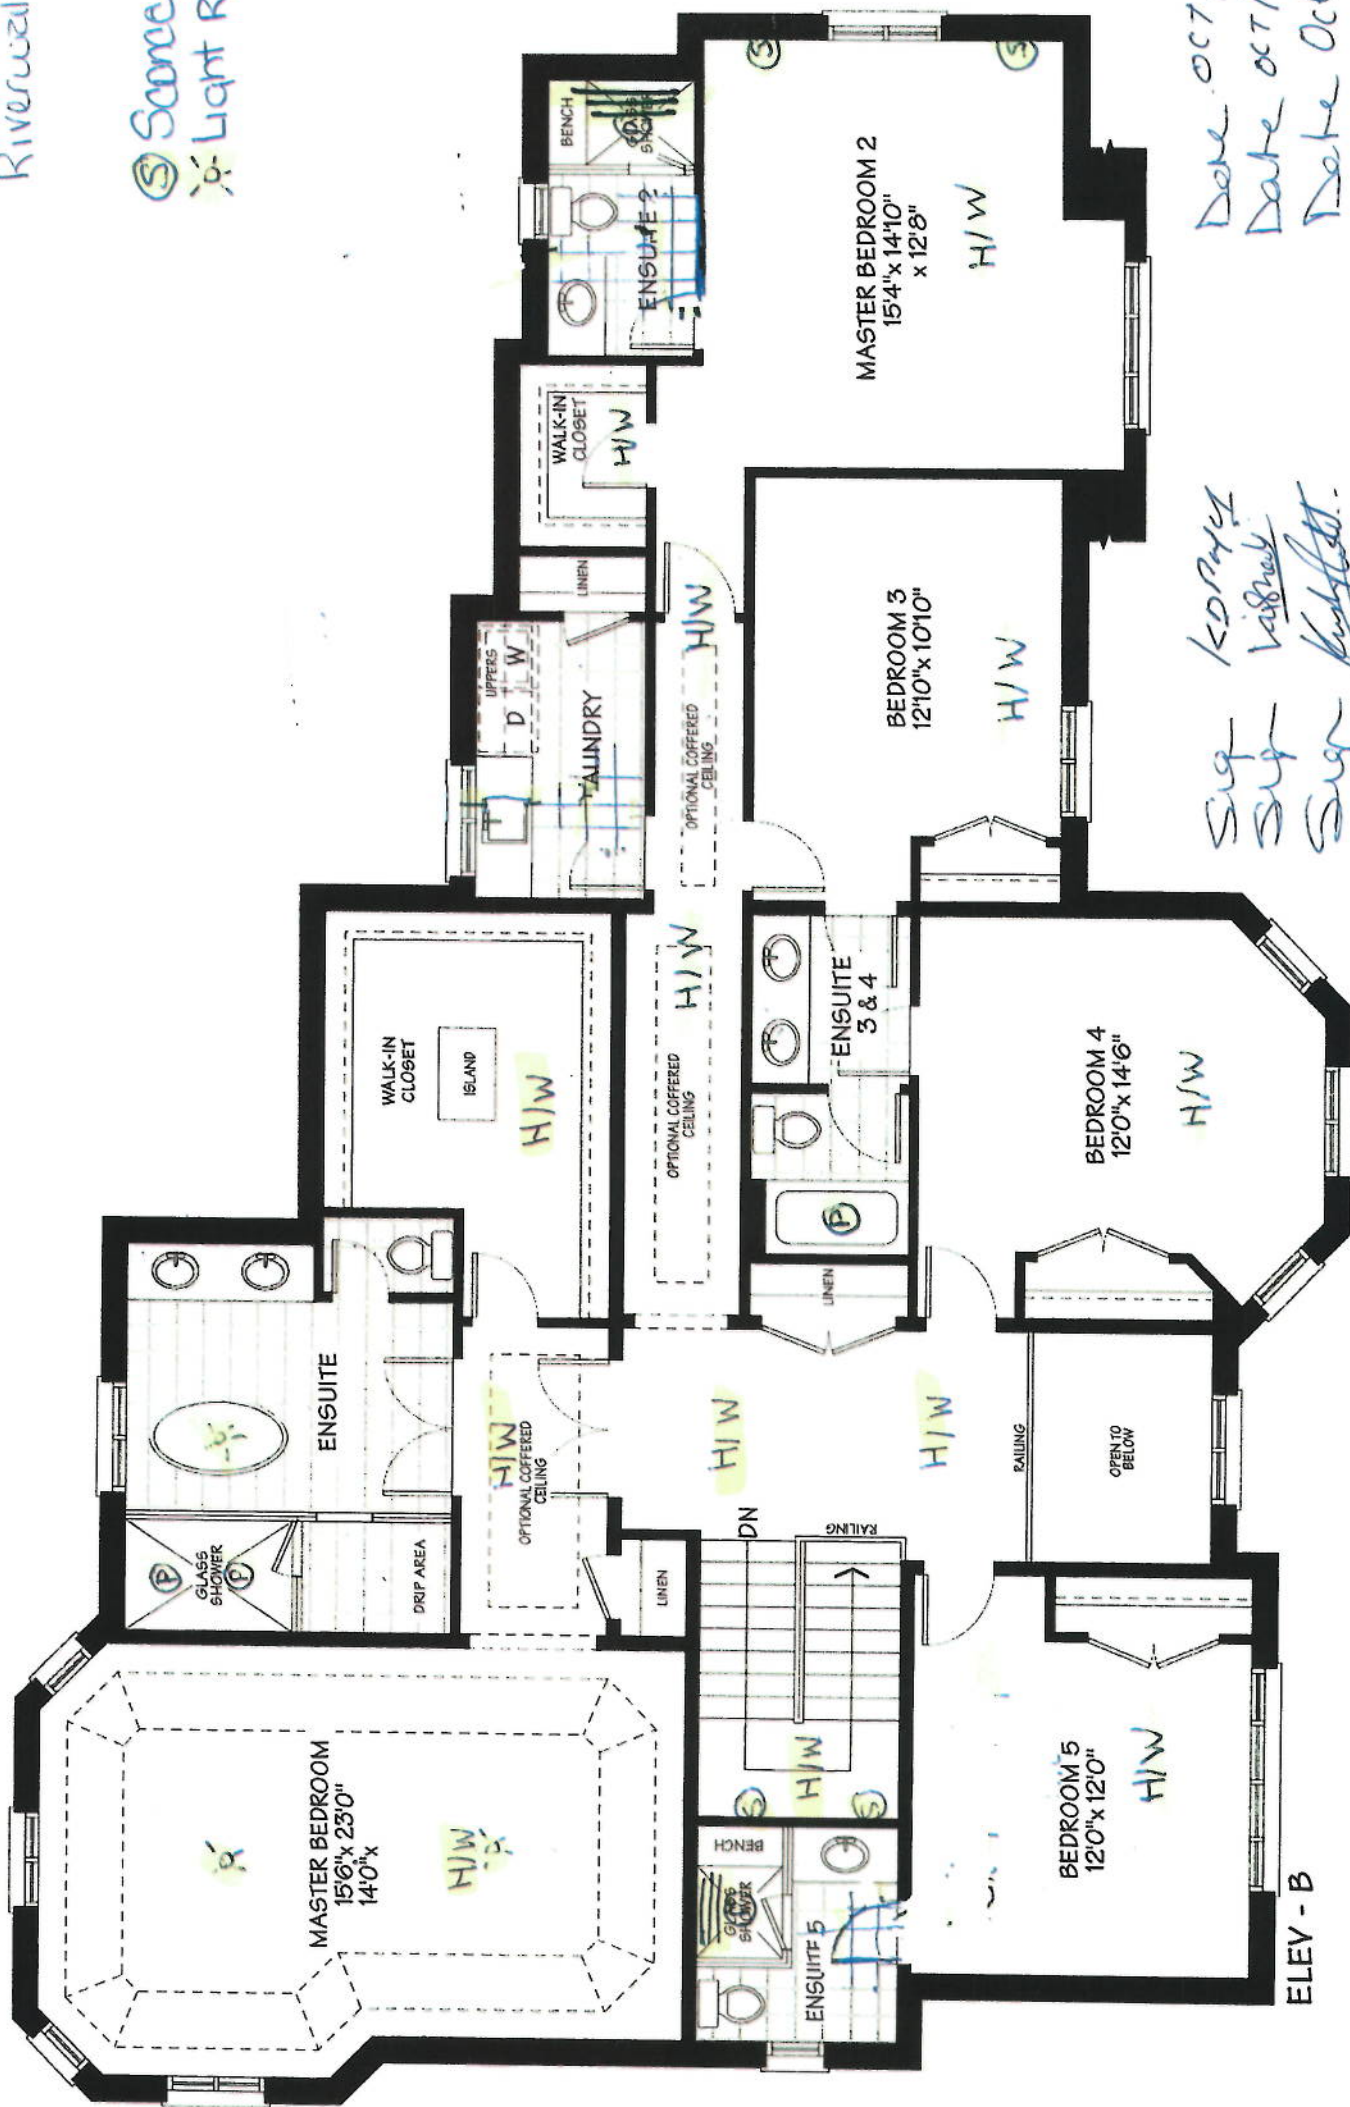 Riverwal
Ⓢ Sconce
Light R
BENCH
GLASS
SHOWER
ENSUITE 2
MASTER BEDROOM 2
15'4"x 14'10"
x 12'8"
H/W
S
S
WALK-IN
CLOSET
H/W
LINEN
UPPERS
D W
LAUNDRY
H/W
OPTIONAL COFFERED
CEILING
BEDROOM 3
12'10"x 10'10"
H/W
WALK-IN
CLOSET
ISLAND
H/W
H/W
OPTIONAL COFFERED
CEILING
ENSUITE
3 & 4
P
LINEN
BEDROOM 4
12'0"x 14'6"
H/W
ENSUITE
GLASS
SHOWER
P
P
DRIP AREA
H/W
OPTIONAL COFFERED
CEILING
LINEN
H/W
H/W
RAILING
OPEN TO
BELOW
DN
RAILING
H/W
S
S
MASTER BEDROOM
15'6"x 23'0"
14'0"x
H/W
BENCH
GLASS
SHOWER
ENSUITE 5
BEDROOM 5
12'0"x 12'0"
H/W
ELEV - B
Sign
Sign
Sign
Date OCT
Date OCT
Date Oct